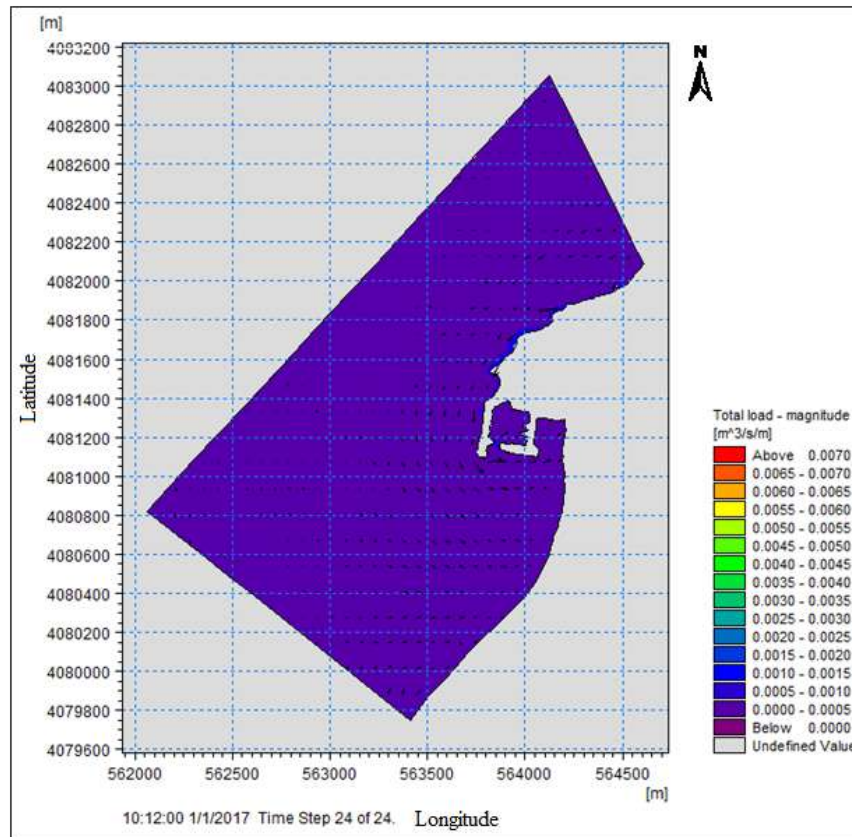 [m]
4083200
4083000
4082800
4082600
4082400
4082200
4082000
4081800
4081600
4081400
4081200
4081000
4080800
4080600
4080400
4080200
4080000
4079800
4079600
Latitude
562000 562500 563000 563500 564000 564500
[m]
10:12:00 1/1/2017 Time Step 24 of 24. Longitude
N
Total load - magnitude
[m^3/s/m]
Above 0.0070
0.0065 - 0.0070
0.0060 - 0.0065
0.0055 - 0.0060
0.0050 - 0.0055
0.0045 - 0.0050
0.0040 - 0.0045
0.0035 - 0.0040
0.0030 - 0.0035
0.0025 - 0.0030
0.0020 - 0.0025
0.0015 - 0.0020
0.0010 - 0.0015
0.0005 - 0.0010
0.0000 - 0.0005
Below 0.0000
Undefined Value